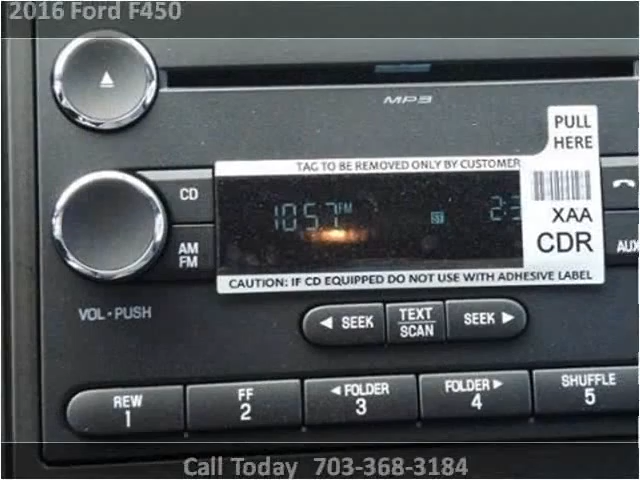 2016 Ford F450
MP3
PULL
HERE
TAG TO BE REMOVED ONLY BY CUSTOMER
CD
AM
FM
105.7 FM
XAA
CDR
AUX
CAUTION: IF CD EQUIPPED DO NOT USE WITH ADHESIVE LABEL
VOL • PUSH
◄ SEEK
TEXT
SCAN
SEEK ►
REW
1
FF
2
◄ FOLDER
3
FOLDER ►
4
SHUFFLE
5
Call Today 703-368-3184